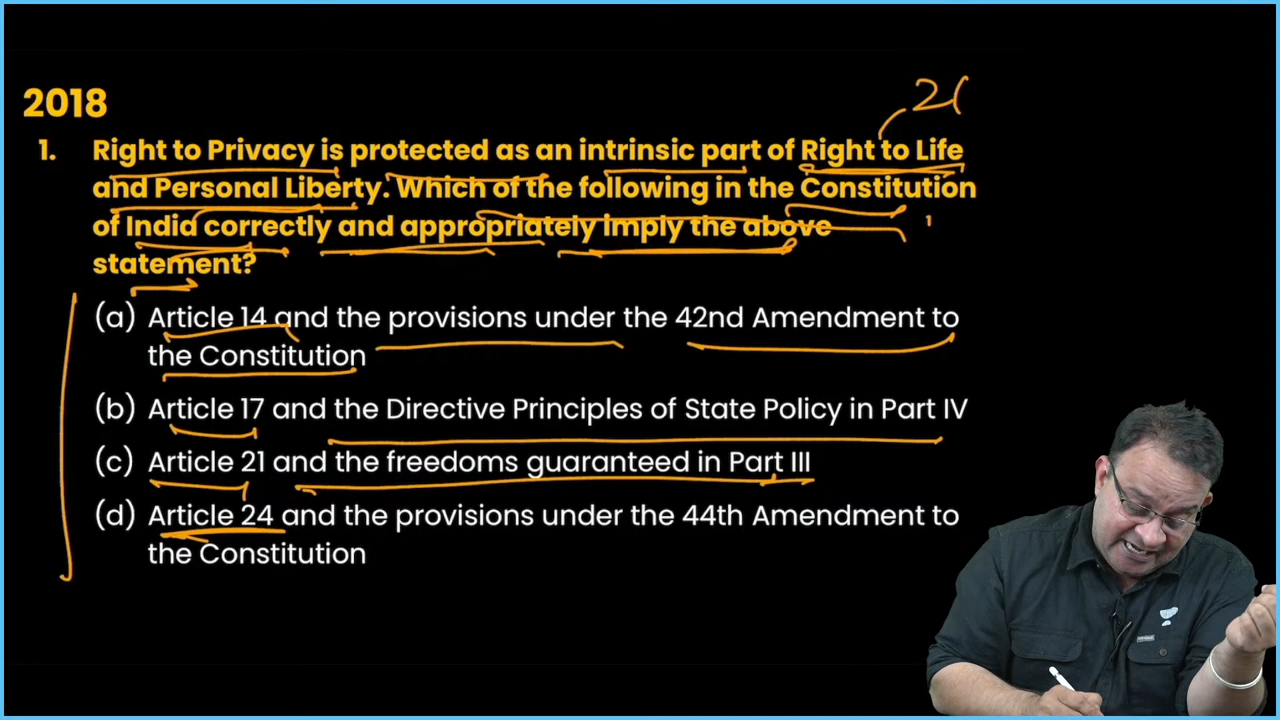 2018
21
1. Right to Privacy is protected as an intrinsic part of Right to Life
and Personal Liberty. Which of the following in the Constitution
of India correctly and appropriately imply the above
statement?
(a) Article 14 and the provisions under the 42nd Amendment to
the Constitution
(b) Article 17 and the Directive Principles of State Policy in Part IV
(c) Article 21 and the freedoms guaranteed in Part III
(d) Article 24 and the provisions under the 44th Amendment to
the Constitution